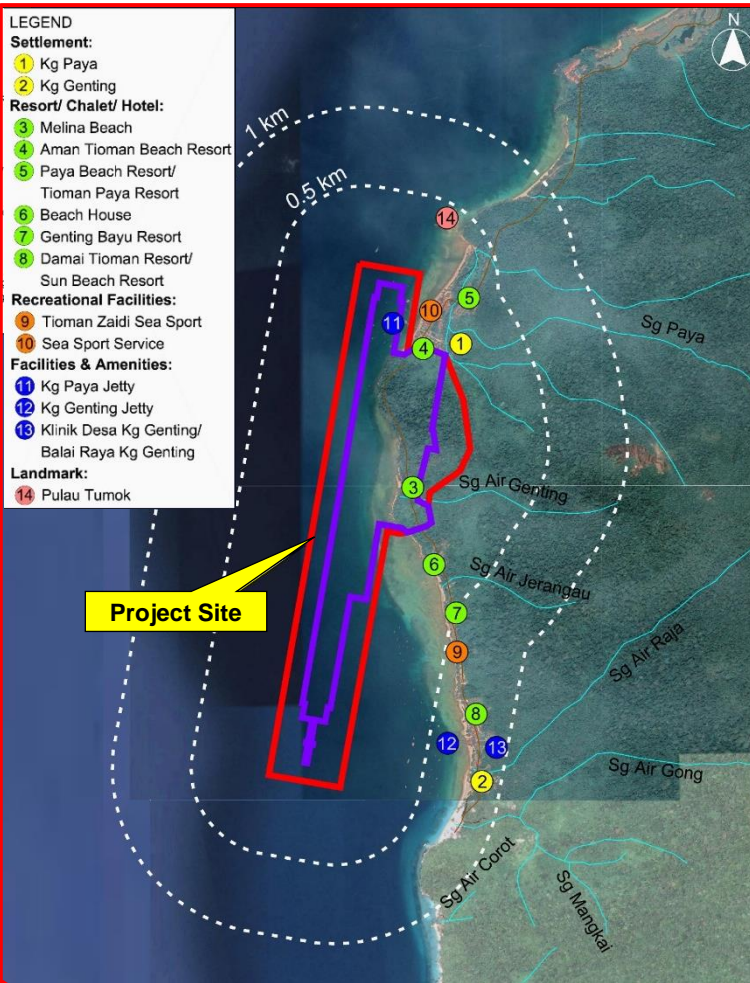 LEGEND
Settlement:
1 Kg Paya
2 Kg Genting
Resort/ Chalet/ Hotel:
3 Melina Beach
4 Aman Tioman Beach Resort
5 Paya Beach Resort/
Tioman Paya Resort
6 Beach House
7 Genting Bayu Resort
8 Damai Tioman Resort/
Sun Beach Resort
Recreational Facilities:
9 Tioman Zaidi Sea Sport
10 Sea Sport Service
Facilities & Amenities:
11 Kg Paya Jetty
12 Kg Genting Jetty
13 Klinik Desa Kg Genting/
Balai Raya Kg Genting
Landmark:
14 Pulau Tumok
N
1 km
0.5 km
14
5
10
11
Sg Paya
4
1
3
Sg Air Genting
6
Sg Air Jerangau
Project Site
7
9
Sg Air Raja
8
12
13
Sg Air Gong
2
Sg Air Corot
Sg Mangkai